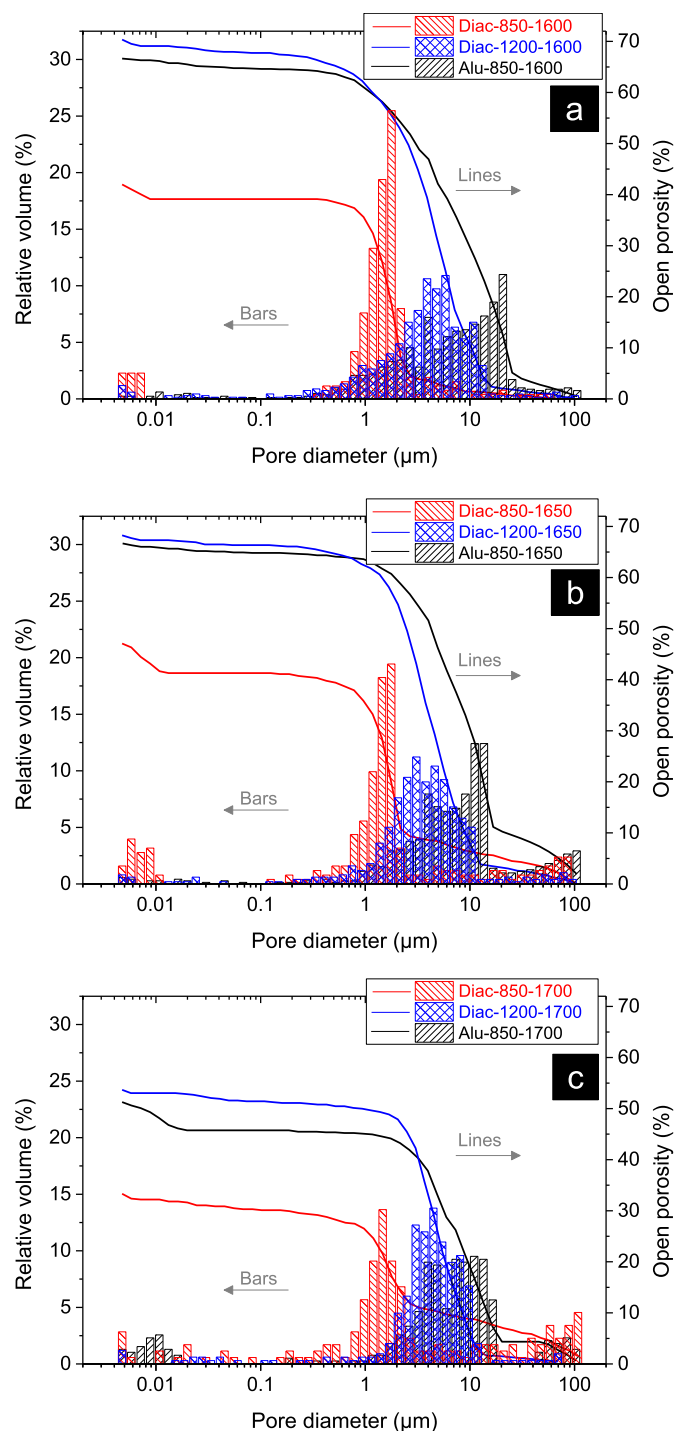 Diac-850-1600
Diac-1200-1600
Alu-850-1600
a
Lines
Bars
Relative volume (%)
Open porosity (%)
30
25
20
15
10
5
0
70
60
50
40
30
20
10
0
0.01
0.1
1
10
100
Pore diameter (µm)
Diac-850-1650
Diac-1200-1650
Alu-850-1650
b
Lines
Bars
Relative volume (%)
Open porosity (%)
30
25
20
15
10
5
0
70
60
50
40
30
20
10
0
0.01
0.1
1
10
100
Pore diameter (µm)
Diac-850-1700
Diac-1200-1700
Alu-850-1700
c
Lines
Bars
Relative volume (%)
Open porosity (%)
30
25
20
15
10
5
0
70
60
50
40
30
20
10
0
0.01
0.1
1
10
100
Pore diameter (µm)